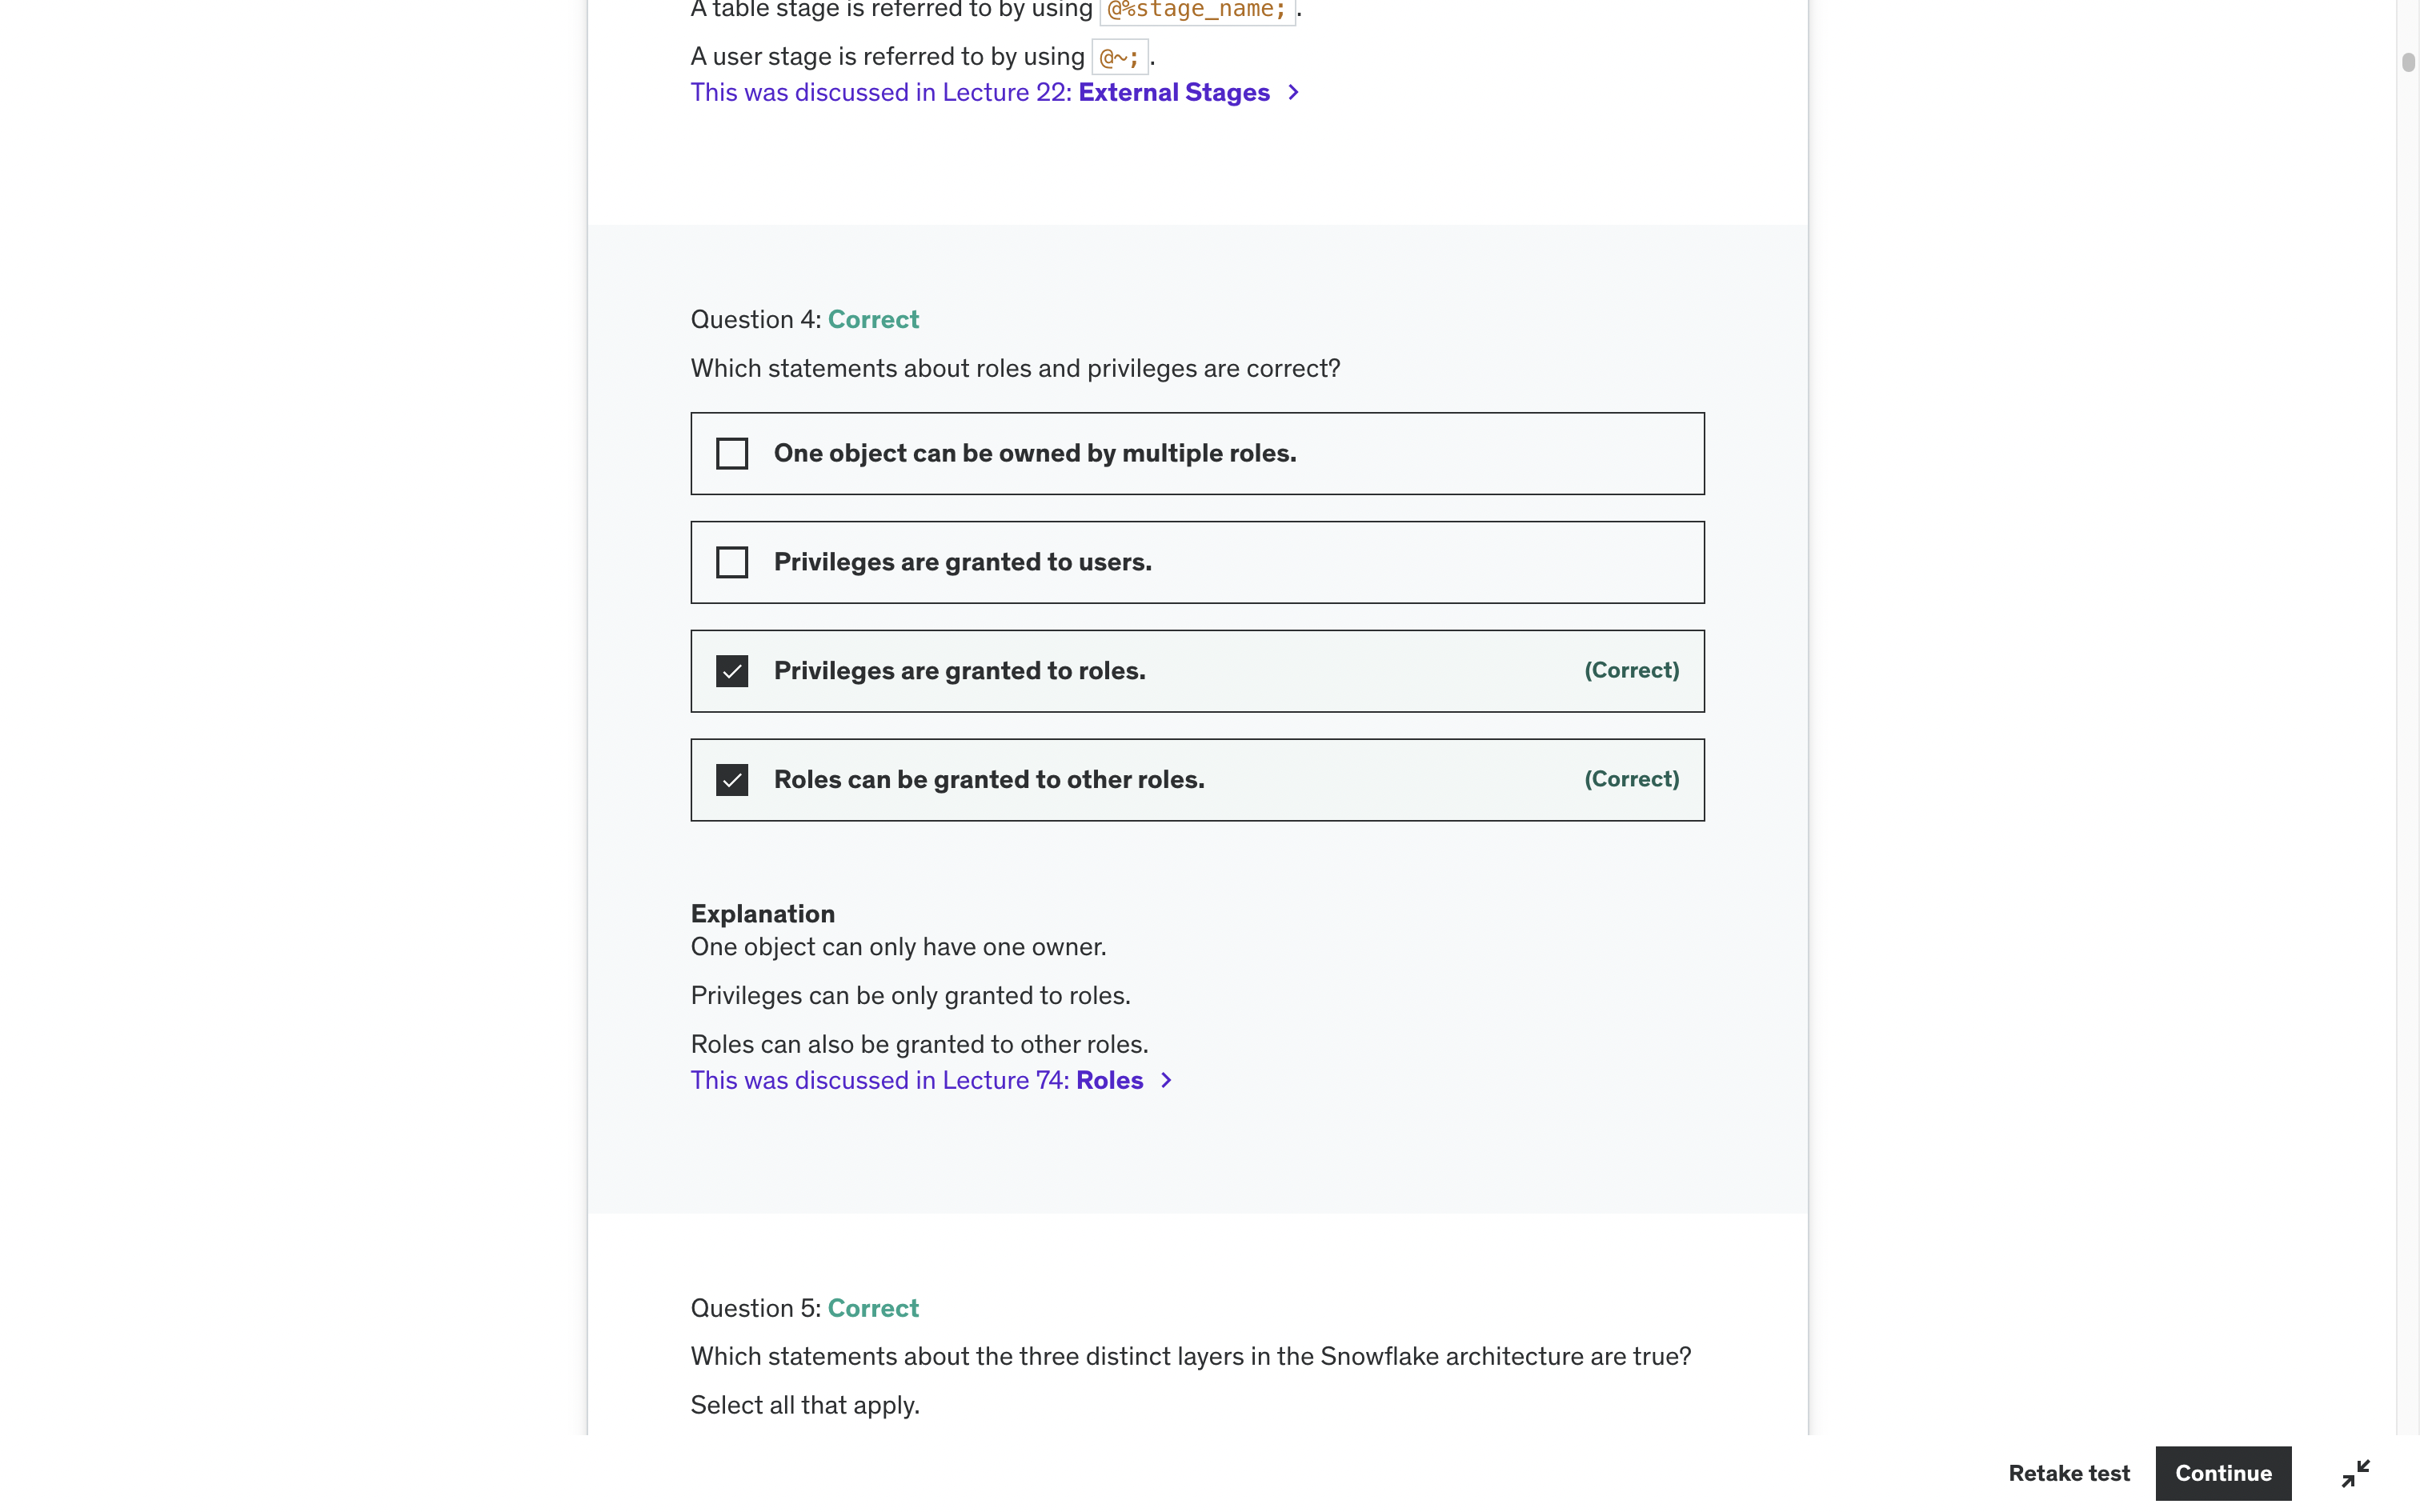 A table stage is referred to by using @%stage_name; .
A user stage is referred to by using @~; .
This was discussed in Lecture 22: External Stages >
Question 4: Correct
Which statements about roles and privileges are correct?
One object can be owned by multiple roles.
Privileges are granted to users.
Privileges are granted to roles. (Correct)
Roles can be granted to other roles. (Correct)
Explanation
One object can only have one owner.
Privileges can be only granted to roles.
Roles can also be granted to other roles.
This was discussed in Lecture 74: Roles >
Question 5: Correct
Which statements about the three distinct layers in the Snowflake architecture are true?
Select all that apply.
Retake test Continue